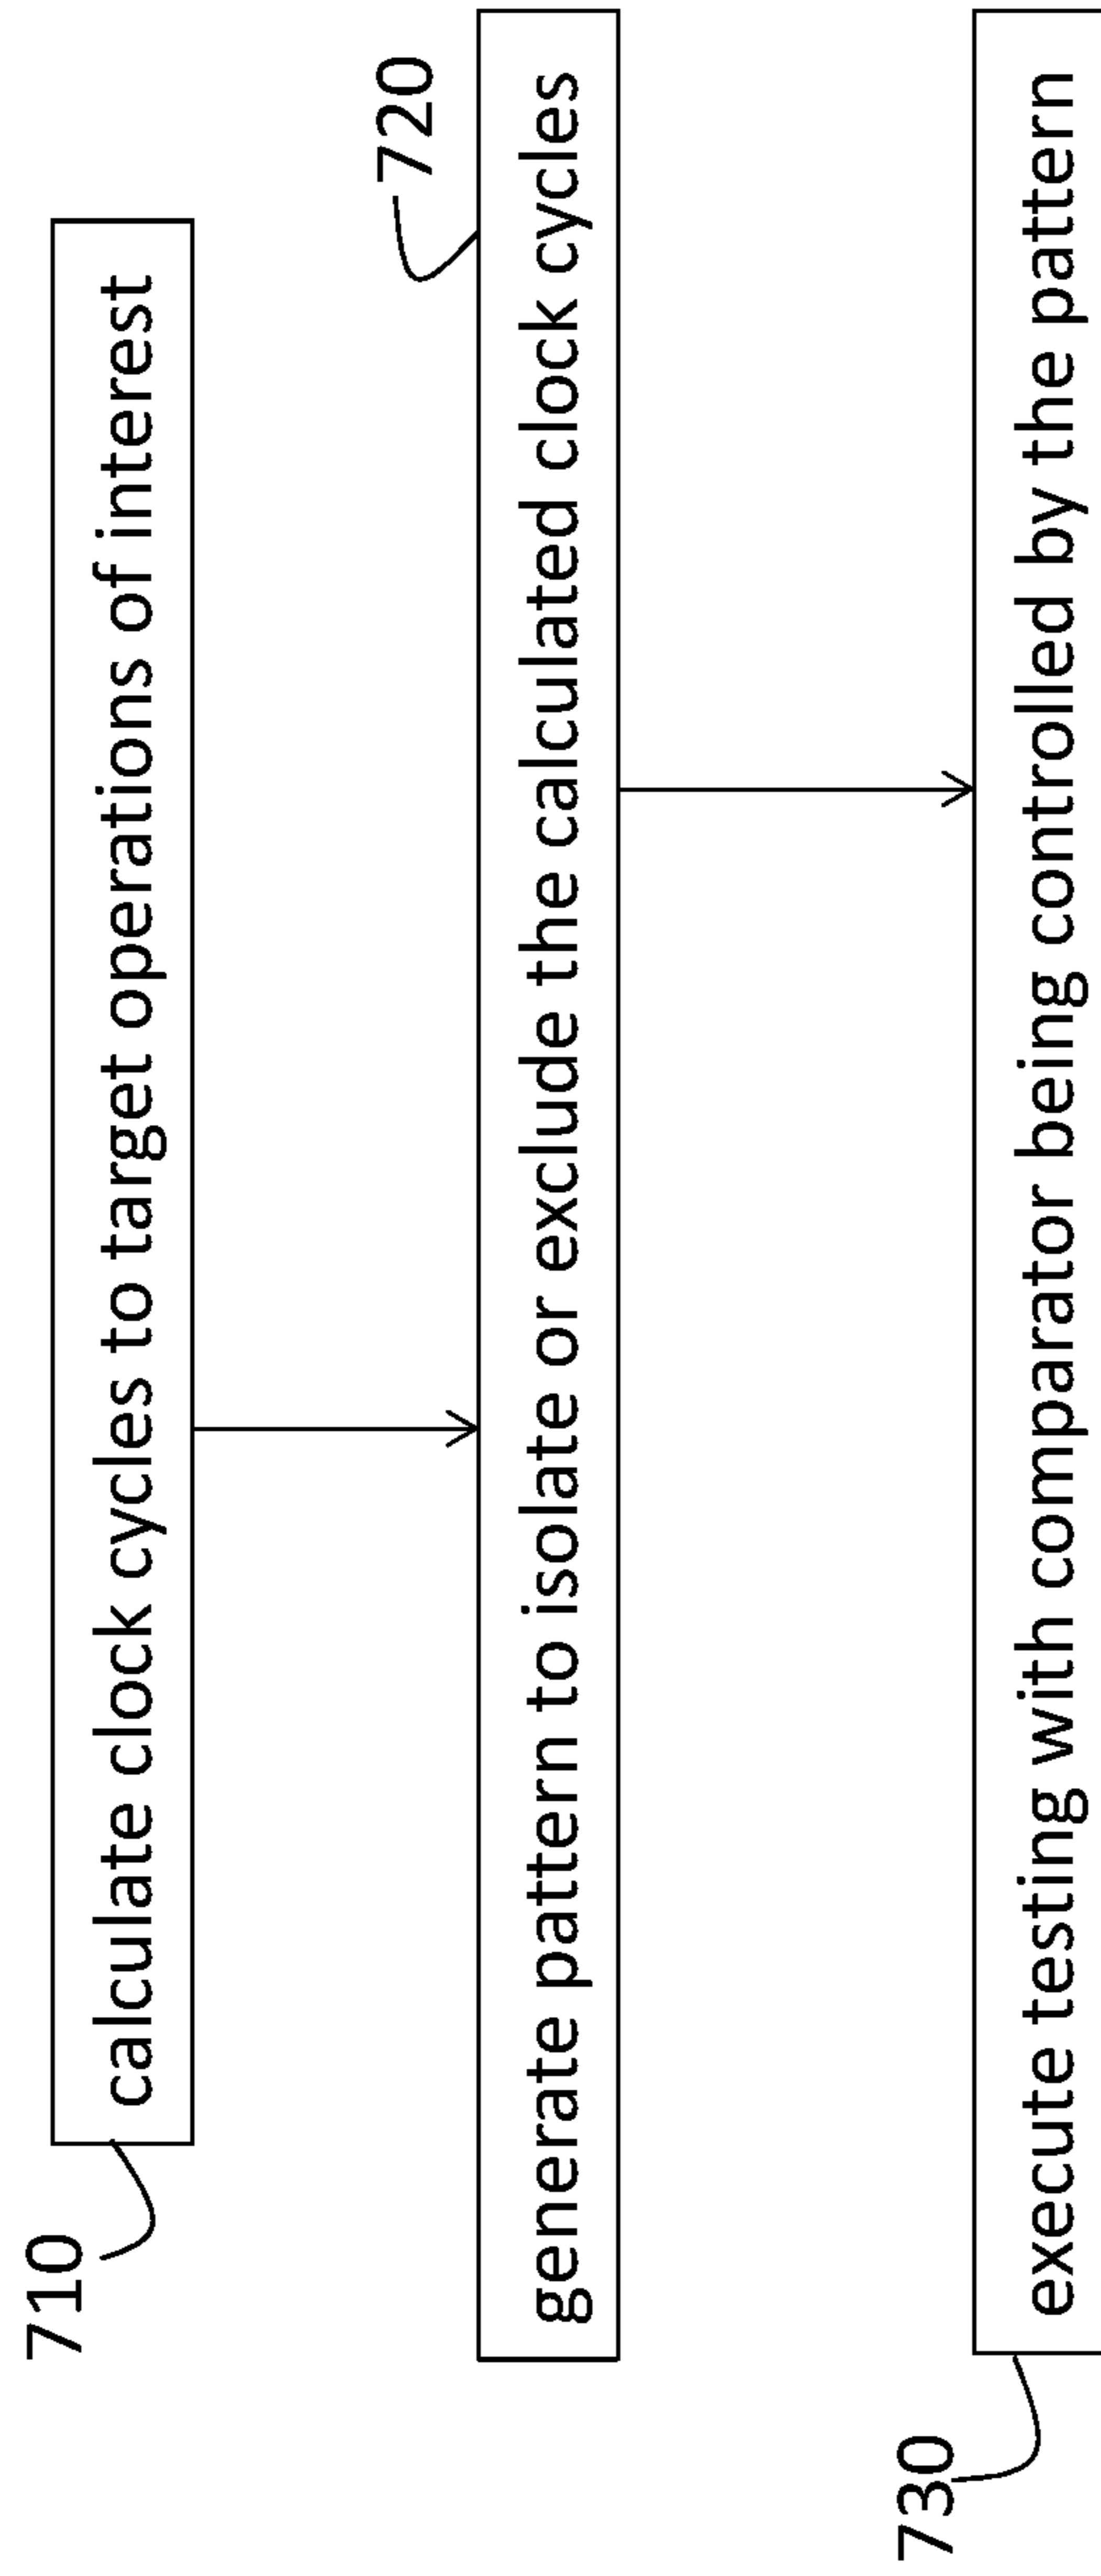 710
calculate clock cycles to target operations of interest
720
generate pattern to isolate or exclude the calculated clock cycles
730
execute testing with comparator being controlled by the pattern